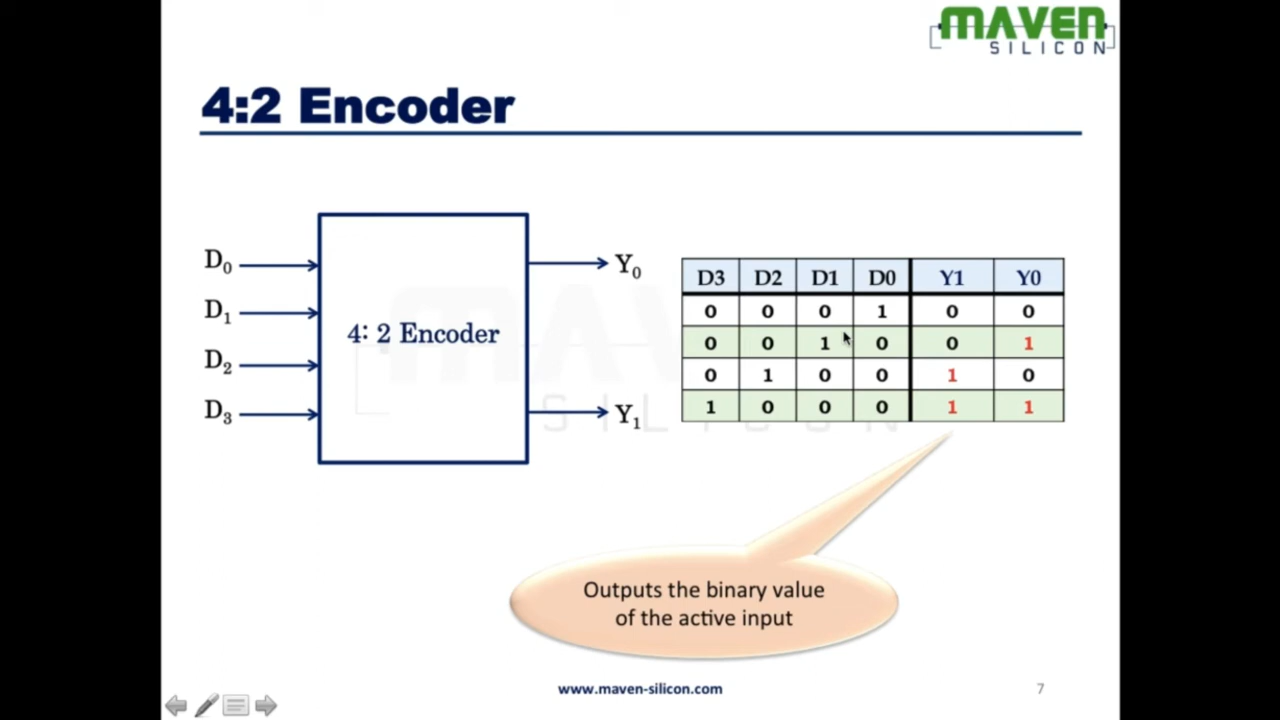 MAVEN
SILICON
4:2 Encoder
D0
D1
D2
D3
4: 2 Encoder
Y0
Y1
D3 D2 D1 D0 Y1 Y0
0 0 0 1 0 0
0 0 1 0 0 1
0 1 0 0 1 0
1 0 0 0 1 1
Outputs the binary value
of the active input
www.maven-silicon.com
7